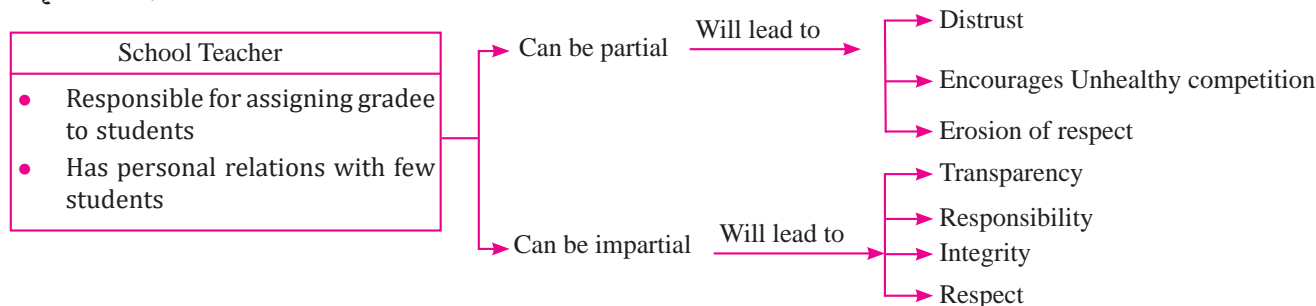 School Teacher
● Responsible for assigning gradee
to students
● Has personal relations with few
students
Can be partial
Will lead to
Distrust
Encourages Unhealthy competition
Erosion of respect
Can be impartial
Will lead to
Transparency
Responsibility
Integrity
Respect